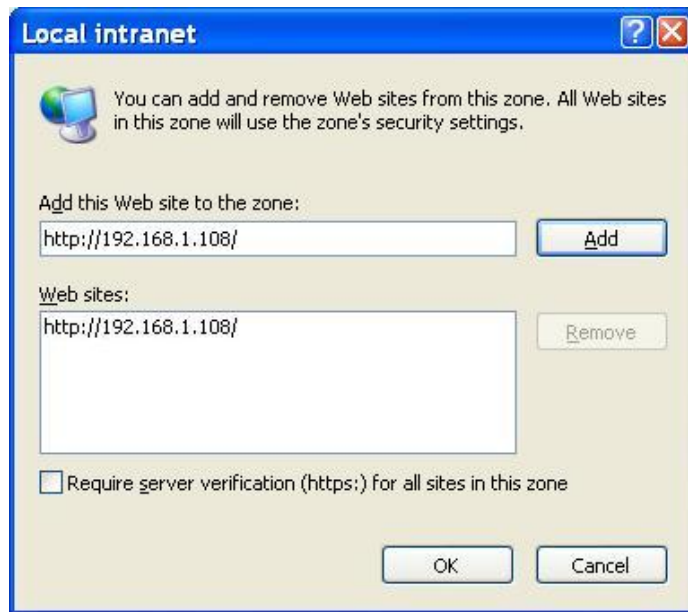 Local intranet
You can add and remove Web sites from this zone. All Web sites
in this zone will use the zone's security settings.
Add this Web site to the zone:
http://192.168.1.108/
Add
Web sites:
http://192.168.1.108/
Remove
Require server verification (https:) for all sites in this zone
OK
Cancel